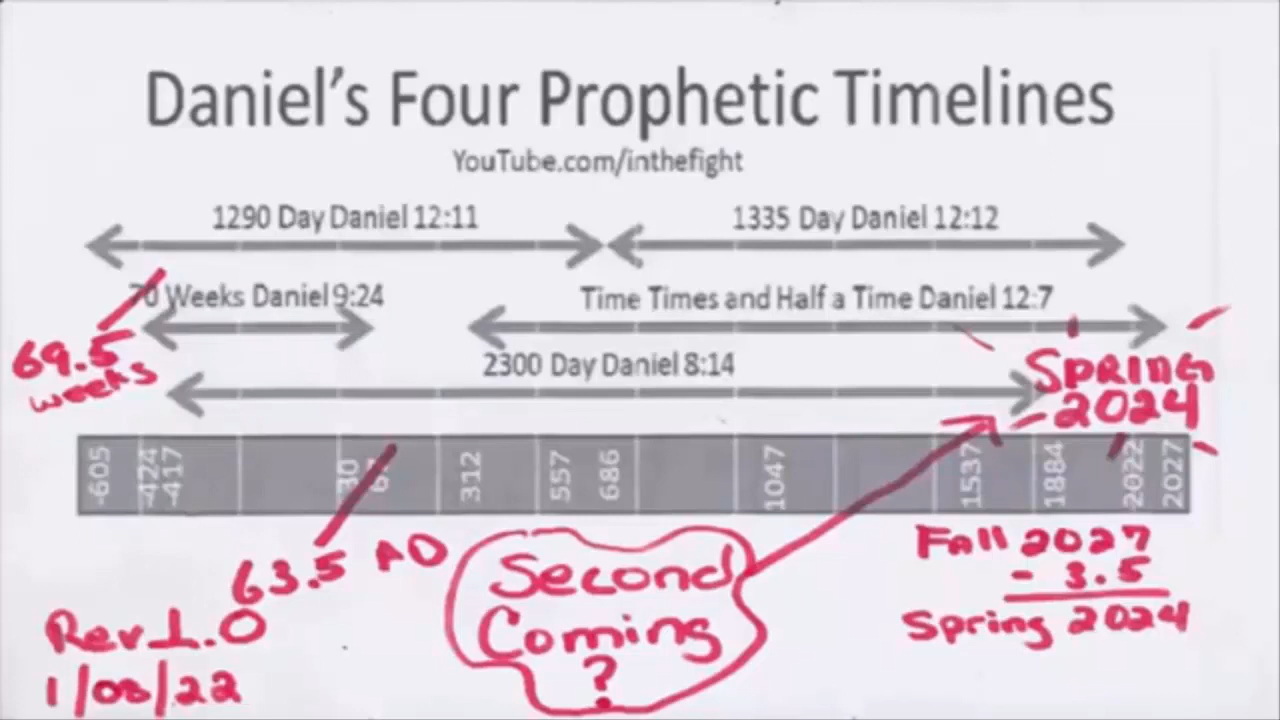 Daniel's Four Prophetic Timelines
YouTube.com/inthefight
1290 Day Daniel 12:11
1335 Day Daniel 12:12
70 Weeks Daniel 9:24
Time Times and Half a Time Daniel 12:7
69.5
weeks
2300 Day Daniel 8:14
SPRING
2024
-605
-424
-417
30
312
557
686
1047
1537
1884
2022
2027
63.5 AD
Second
Coming
?
Fall 2027
- 3.5
Spring 2024
Rev 1.0
1/08/22